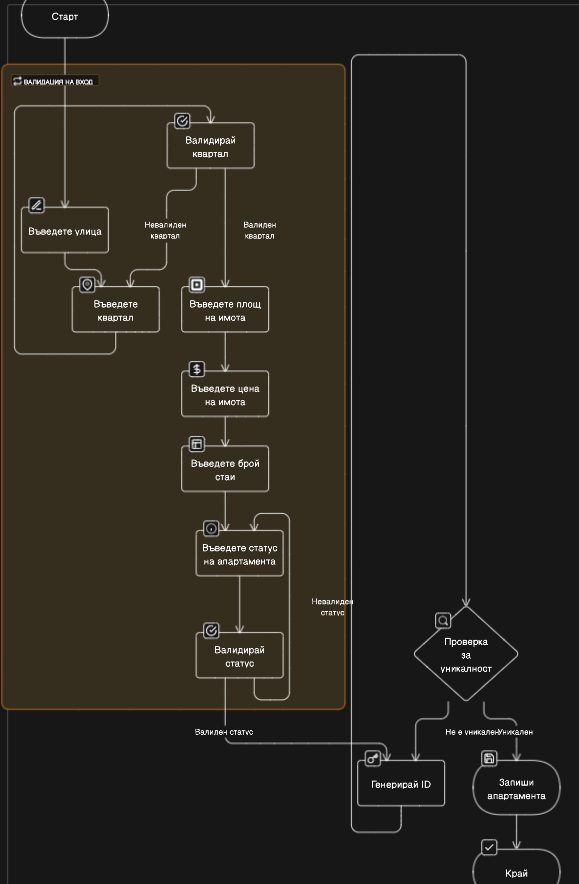 Старт
ВАЛИДАЦИЯ НА ВХОД
Валидирай
квартал
Въведете улица
Невалиден
квартал
Валиден
квартал
Въведете
квартал
Въведете площ
на имота
Въведете цена
на имота
Въведете брой
стаи
Въведете статус
на апартамента
Невалиден
статус
Валидирай
статус
Проверка
за
уникалност
Валиден статус
Не е уникален
Уникален
Генерирай ID
Запиши
апартамента
Край